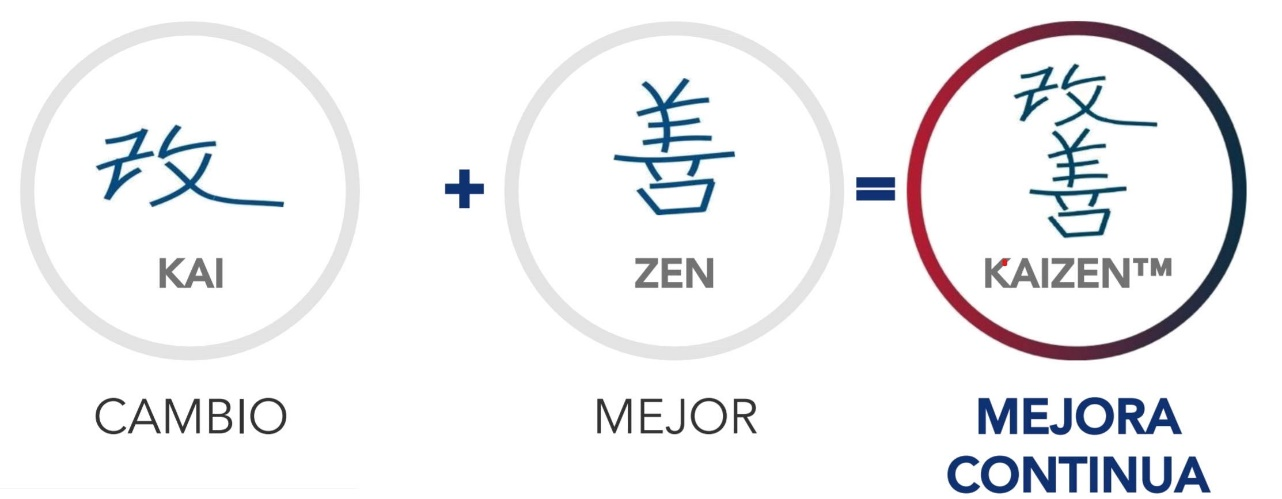 改
KAI
CAMBIO
+
善
ZEN
MEJOR
=
改
善
KAIZEN™
MEJORA
CONTINUA